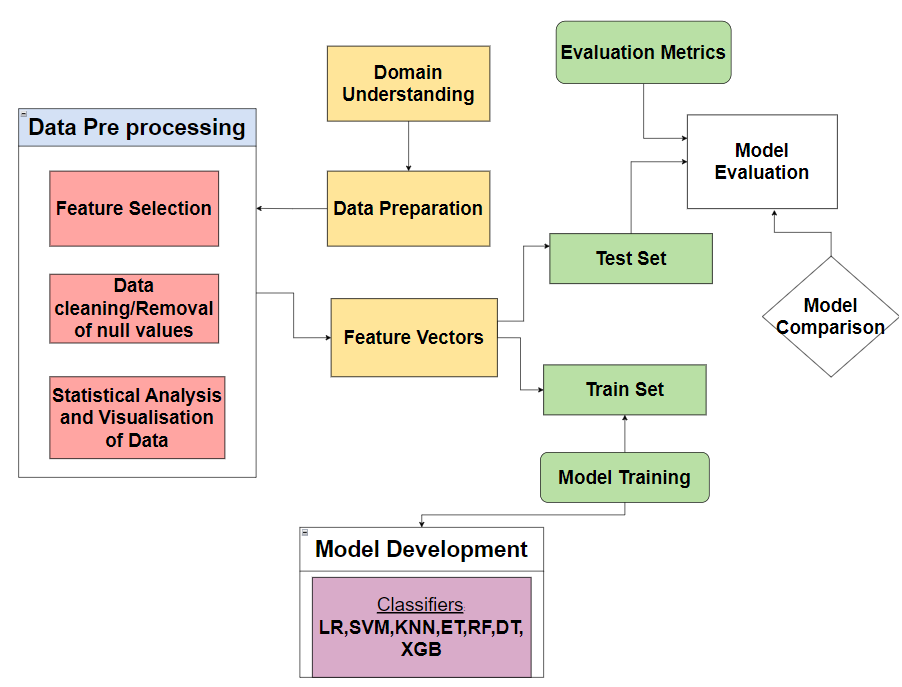 Evaluation Metrics
Domain
Understanding
Data Pre processing
Model
Evaluation
Feature Selection
Data Preparation
Test Set
Data
cleaning/Removal
of null values
Model
Comparison
Feature Vectors
Train Set
Statistical Analysis
and Visualisation
of Data
Model Training
Model Development
Classifiers:
LR,SVM,KNN,ET,RF,DT,
XGB